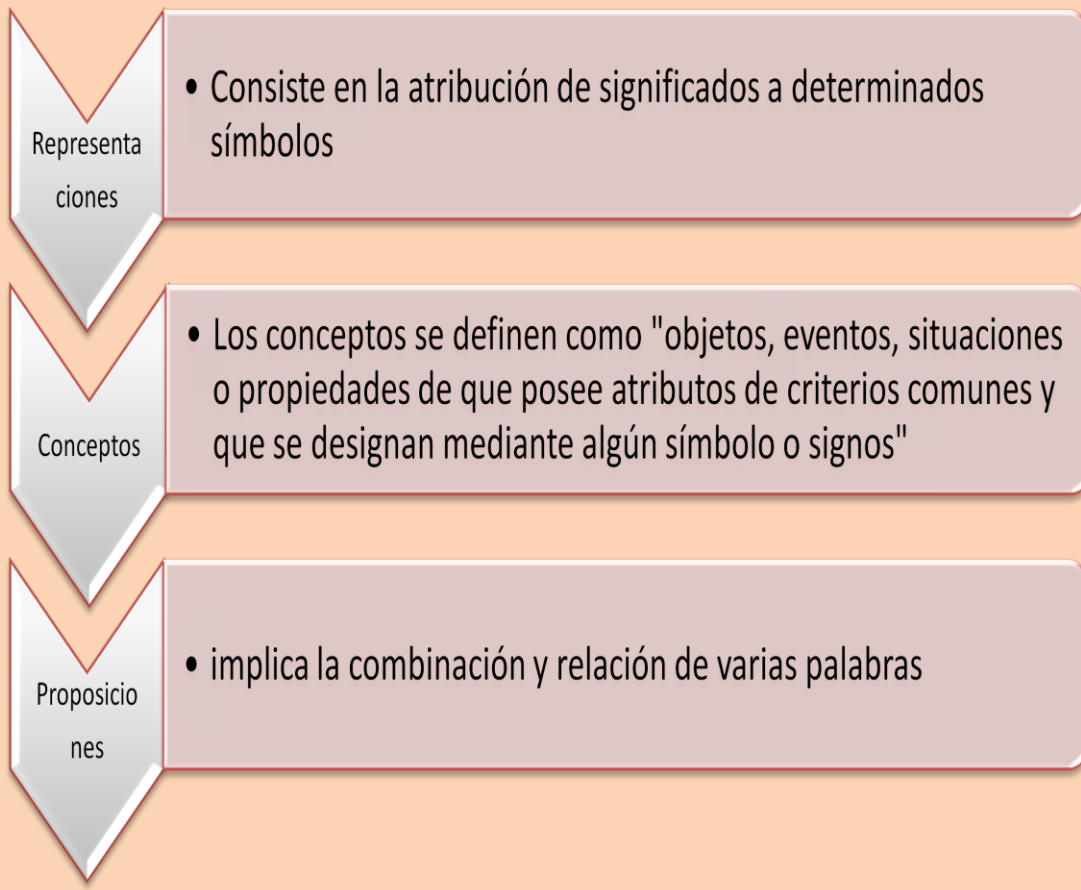 Representa
ciones
• Consiste en la atribución de significados a determinados
símbolos
Conceptos
• Los conceptos se definen como "objetos, eventos, situaciones
o propiedades de que posee atributos de criterios comunes y
que se designan mediante algún símbolo o signos"
Proposicio
nes
• implica la combinación y relación de varias palabras